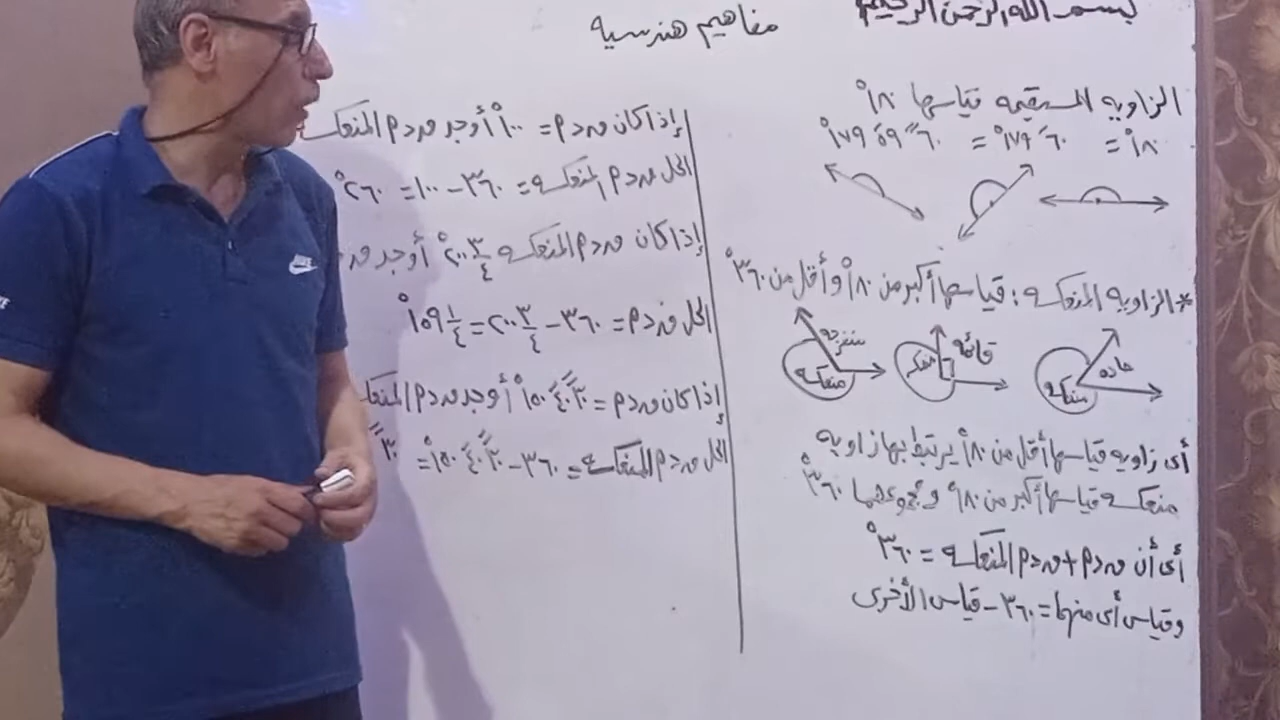 بسم الله الرحمن الرحيم
مفاهيم هندسية
الزاوية المستقيمة قياسها ١٨٠°
١٨٠° = ١٧٩° ٦٠′ = ١٧٩° ٥٩′ ٦٠″
* الزاوية المنعكسة : قياسها أكبر من ١٨٠° وأقل من ٣٦٠°
حادة منعكسة
قائمة منعكسة
منفرجة منعكسة
أى زاوية قياسها أقل من ١٨٠° يرتبط بها زاوية
منعكسة قياسها أكبر من ١٨٠° ومجموعهما ٣٦٠°
أى أن ق د م + ق د م المنعكسة = ٣٦٠°
وقياس أى منهما = ٣٦٠ - قياس الأخرى
إذا كان ق د م = ١٠٠° أوجد ق د م المنعكسة
الحل ق د م المنعكسة = ٣٦٠ - ١٠٠ = ٢٦٠°
إذا كان ق د م المنعكسة ٢٠٠ ٣/٤° أوجد ق د
الحل ق د م = ٣٦٠ - ٢٠٠ ٣/٤ = ١٥٩ ١/٤°
إذا كان ق د م = ٣٠″ ٤٠′ ١٥٠° أوجد ق د م المنعكسة
الحل ق د م المنعكسة = ٣٦٠ - ٣٠″ ٤٠′ ١٥٠° = ٣٠″